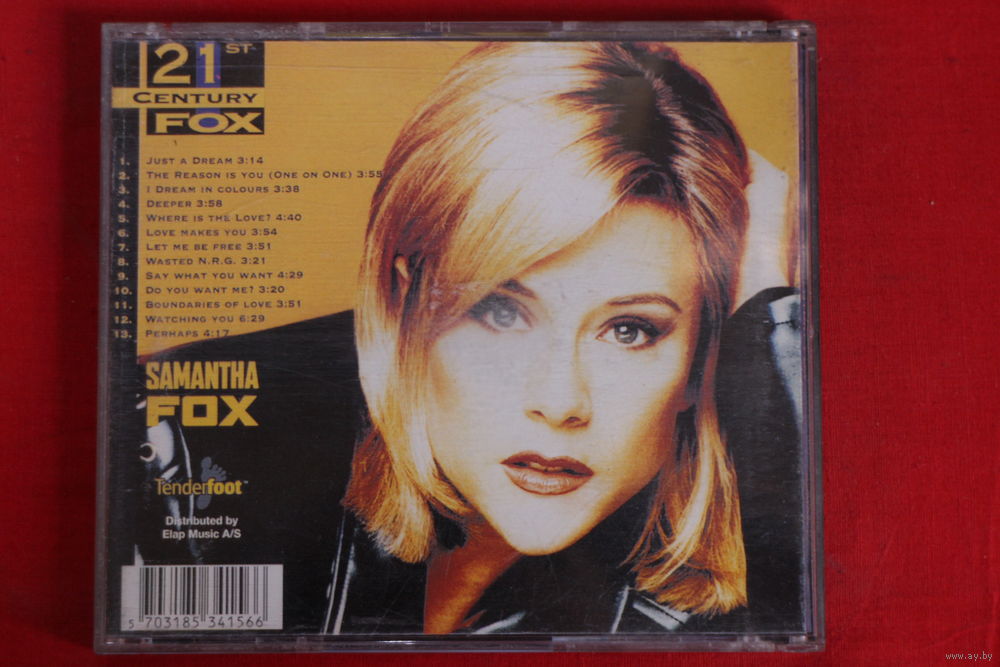 21ST
CENTURY
FOX
1. JUST A DREAM 3:14
2. THE REASON IS YOU (ONE ON ONE) 3:55
3. I DREAM IN COLOURS 3:38
4. DEEPER 3:58
5. WHERE IS THE LOVE? 4:40
6. LOVE MAKES YOU 3:54
7. LET ME BE FREE 3:51
8. WASTED N.R.G. 3:21
9. SAY WHAT YOU WANT 4:29
10. DO YOU WANT ME? 3:20
11. BOUNDARIES OF LOVE 3:51
12. WATCHING YOU 6:29
13. PERHAPS 4:17
SAMANTHA
FOX
Tenderfoot™
Distributed by
Elap Music A/S
5 703185 341566
www.ay.by